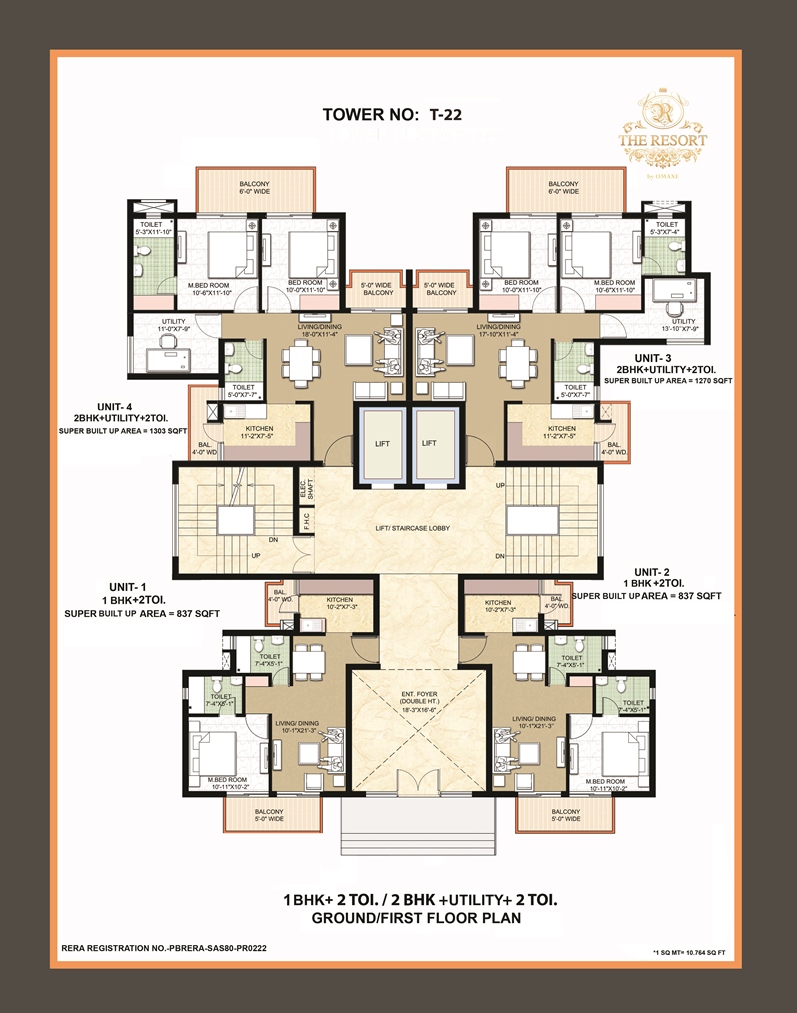 TOWER NO: T-22
R
THE RESORT
by OMAXE
BALCONY
6'-0" WIDE
BALCONY
6'-0" WIDE
TOILET
5'-3"X11'-10"
M.BED ROOM
10'-6"X11'-10"
BED ROOM
10'-0"X11'-10"
5'-0" WIDE
BALCONY
5'-0" WIDE
BALCONY
BED ROOM
10'-0"X11'-10"
M.BED ROOM
10'-6"X11'-10"
TOILET
5'-3"X7'-4"
UTILITY
11'-0"X7'-9"
LIVING/DINING
18'-0"X11'-4"
LIVING/DINING
17'-10"X11'-4"
UTILITY
13'-10"X7'-9"
TOILET
5'-0"X7'-7"
TOILET
5'-0"X7'-7"
UNIT- 3
2BHK+UTILITY+2TOI.
SUPER BUILT UP AREA = 1270 SQFT
UNIT- 4
2BHK+UTILITY+2TOI.
SUPER BUILT UP AREA = 1303 SQFT
BAL.
4'-0" WD.
KITCHEN
11'-2"X7'-5"
LIFT
LIFT
KITCHEN
11'-2"X7'-5"
BAL.
4'-0" WD.
ELEC.
SHAFT
F.H.C
DN
UP
LIFT/ STAIRCASE LOBBY
UP
DN
UNIT- 1
1 BHK+2TOI.
SUPER BUILT UP AREA = 837 SQFT
UNIT- 2
1 BHK+2TOI.
SUPER BUILT UP AREA = 837 SQFT
BAL.
4'-0" WD.
KITCHEN
10'-2"X7'-3"
KITCHEN
10'-2"X7'-3"
BAL.
4'-0" WD.
TOILET
7'-4"X5'-1"
TOILET
7'-4"X5'-1"
TOILET
7'-4"X5'-1"
TOILET
7'-4"X5'-1"
ENT. FOYER
(DOUBLE HT.)
18'-3"X16'-6"
LIVING/ DINING
10'-1"X21'-3"
LIVING/ DINING
10'-1"X21'-3"
M.BED ROOM
10'-11"X10'-2"
M.BED ROOM
10'-11"X10'-2"
BALCONY
5'-0" WIDE
BALCONY
5'-0" WIDE
1 BHK+ 2 TOI. / 2 BHK +UTILITY+ 2 TOI.
GROUND/FIRST FLOOR PLAN
RERA REGISTRATION NO.-PBRERA-SAS80-PR0222
*1 SQ MT= 10.764 SQ FT